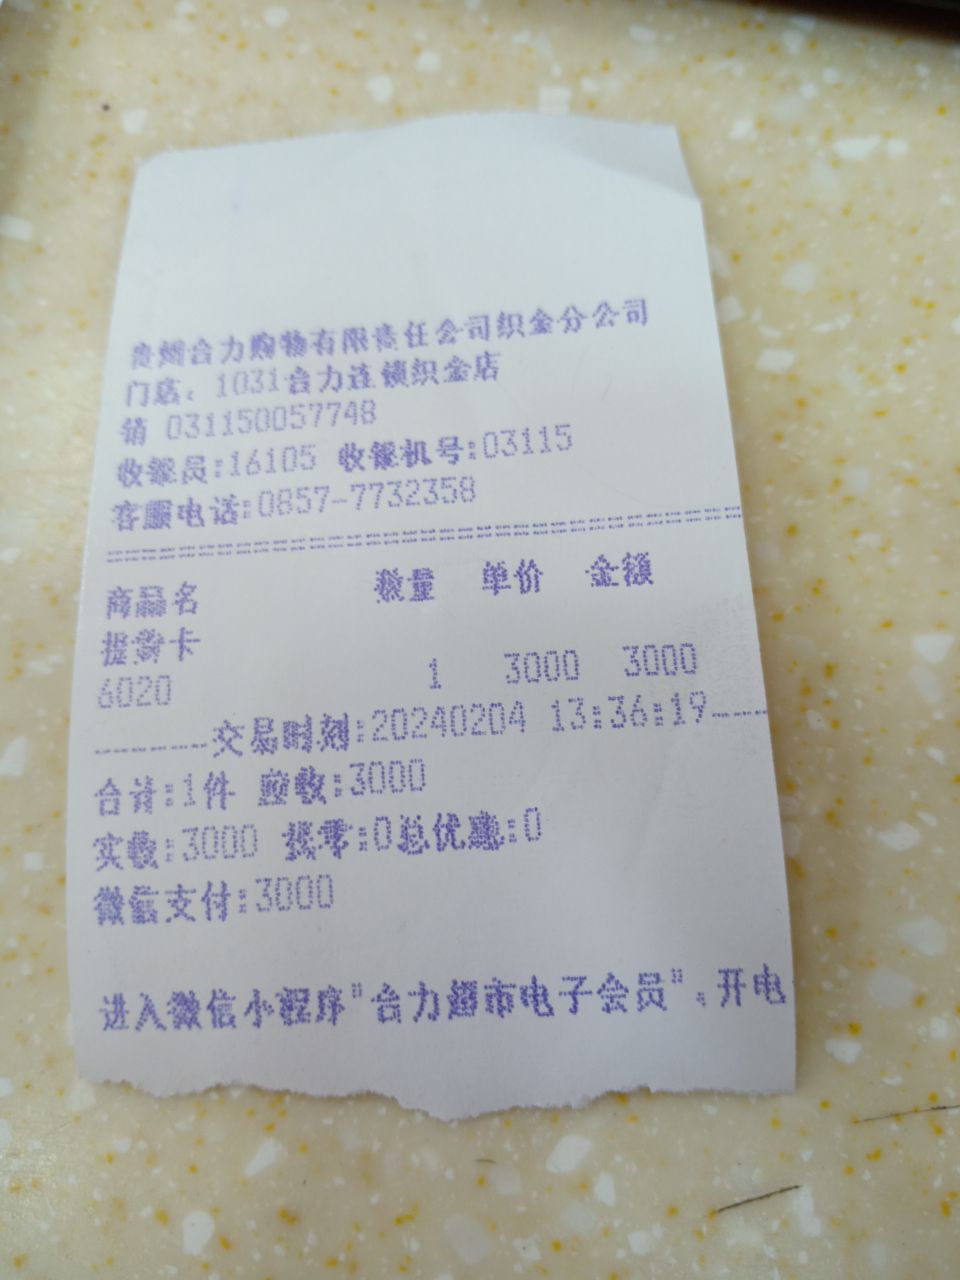 贵州合力购物有限责任公司织金分公司
门店: 1031合力连锁织金店
销 031150057748
收银员:16105 收银机号:03115
客服电话:0857-7732358
商品名 数量 单价 金额
提货卡
6020 1 3000 3000
交易时刻:20240204 13:36:19
合计:1件 应收:3000
实收:3000 找零:0总优惠:0
微信支付:3000
进入微信小程序"合力超市电子会员",开电